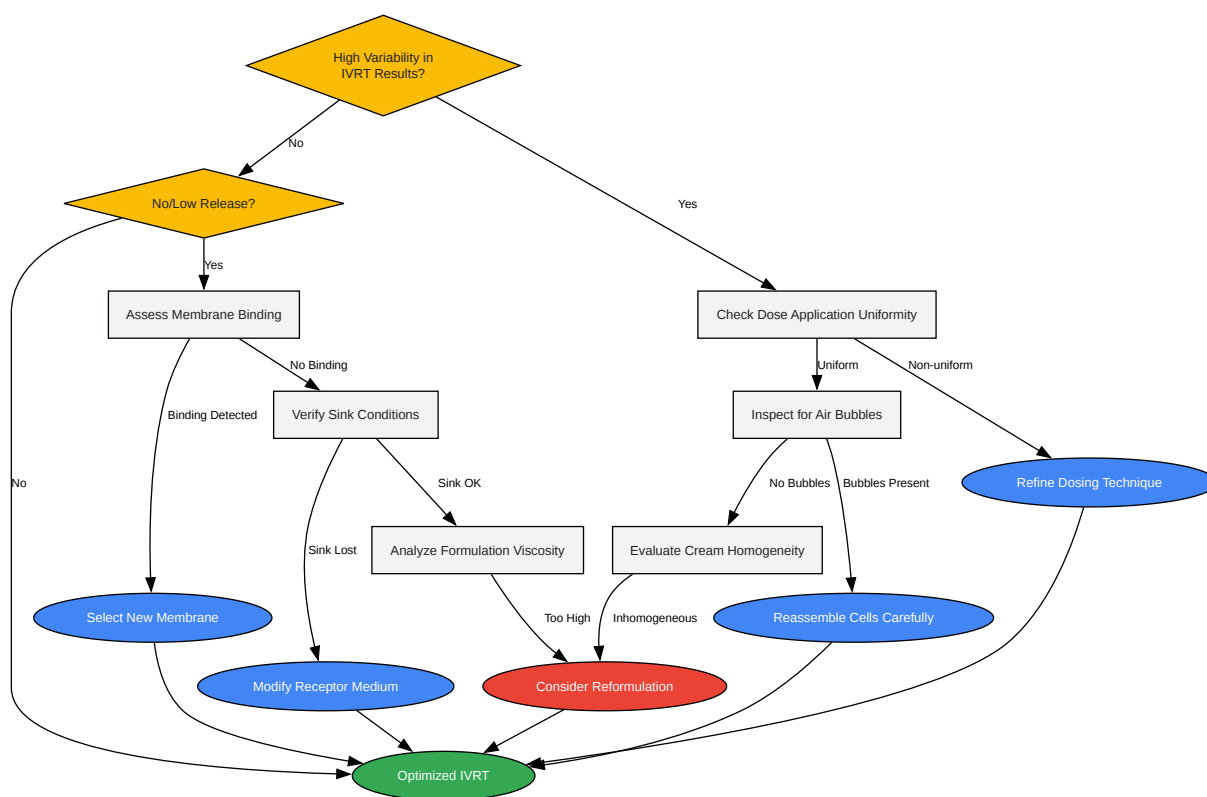 High Variability in
IVRT Results?
No
No/Low Release?
Yes
Yes
Assess Membrane Binding
Check Dose Application Uniformity
No Binding
Uniform
Non-uniform
Binding Detected
Verify Sink Conditions
Inspect for Air Bubbles
No
Sink OK
No Bubbles
Bubbles Present
Refine Dosing Technique
Sink Lost
Analyze Formulation Viscosity
Evaluate Cream Homogeneity
Select New Membrane
Too High
Inhomogeneous
Reassemble Cells Carefully
Modify Receptor Medium
Consider Reformulation
Optimized IVRT